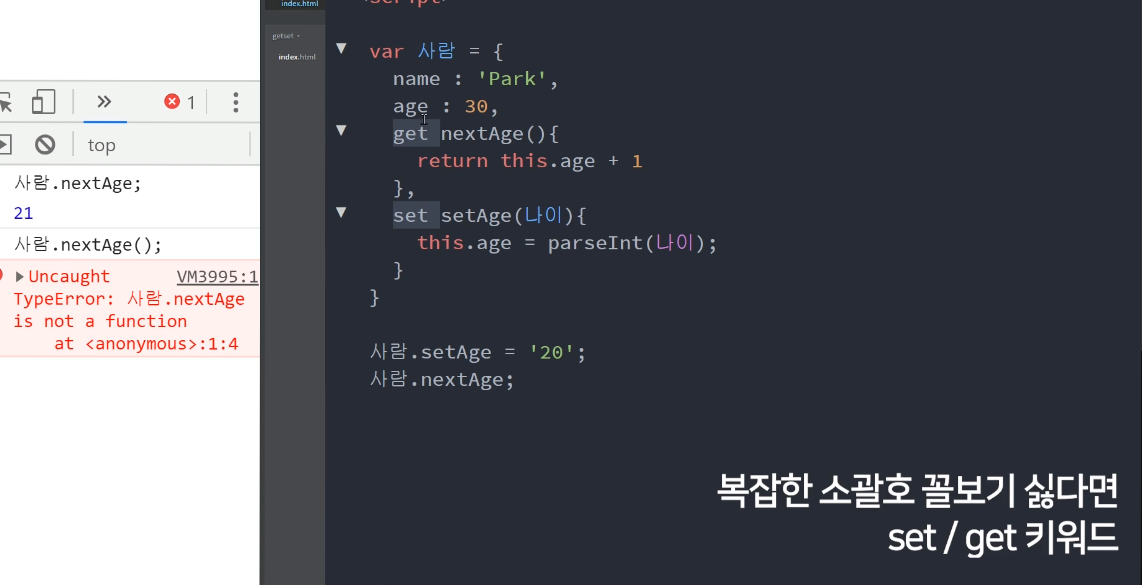 index.html
getset
index.html
1
top
사람.nextAge;
21
사람.nextAge();
Uncaught VM3995:1
TypeError: 사람.nextAge
is not a function
at <anonymous>:1:4
var 사람 = {
name : 'Park',
age : 30,
get nextAge(){
return this.age + 1
},
set setAge(나이){
this.age = parseInt(나이);
}
}
사람.setAge = '20';
사람.nextAge;
복잡한 소괄호 꼴보기 싫다면
set / get 키워드